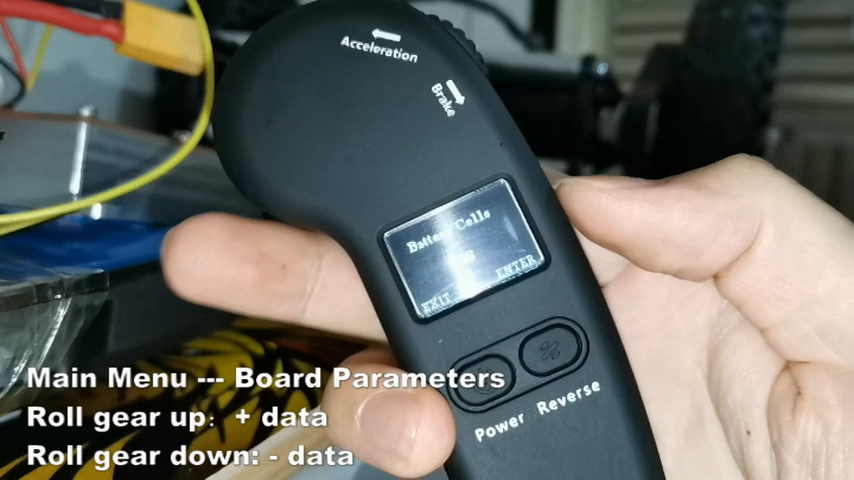 Acceleration
Brake
Battery Cells
EXIT
ENTER
Power
Reverse
Main Menu --- Board Parameters
Roll gear up: + data
Roll gear down: - data